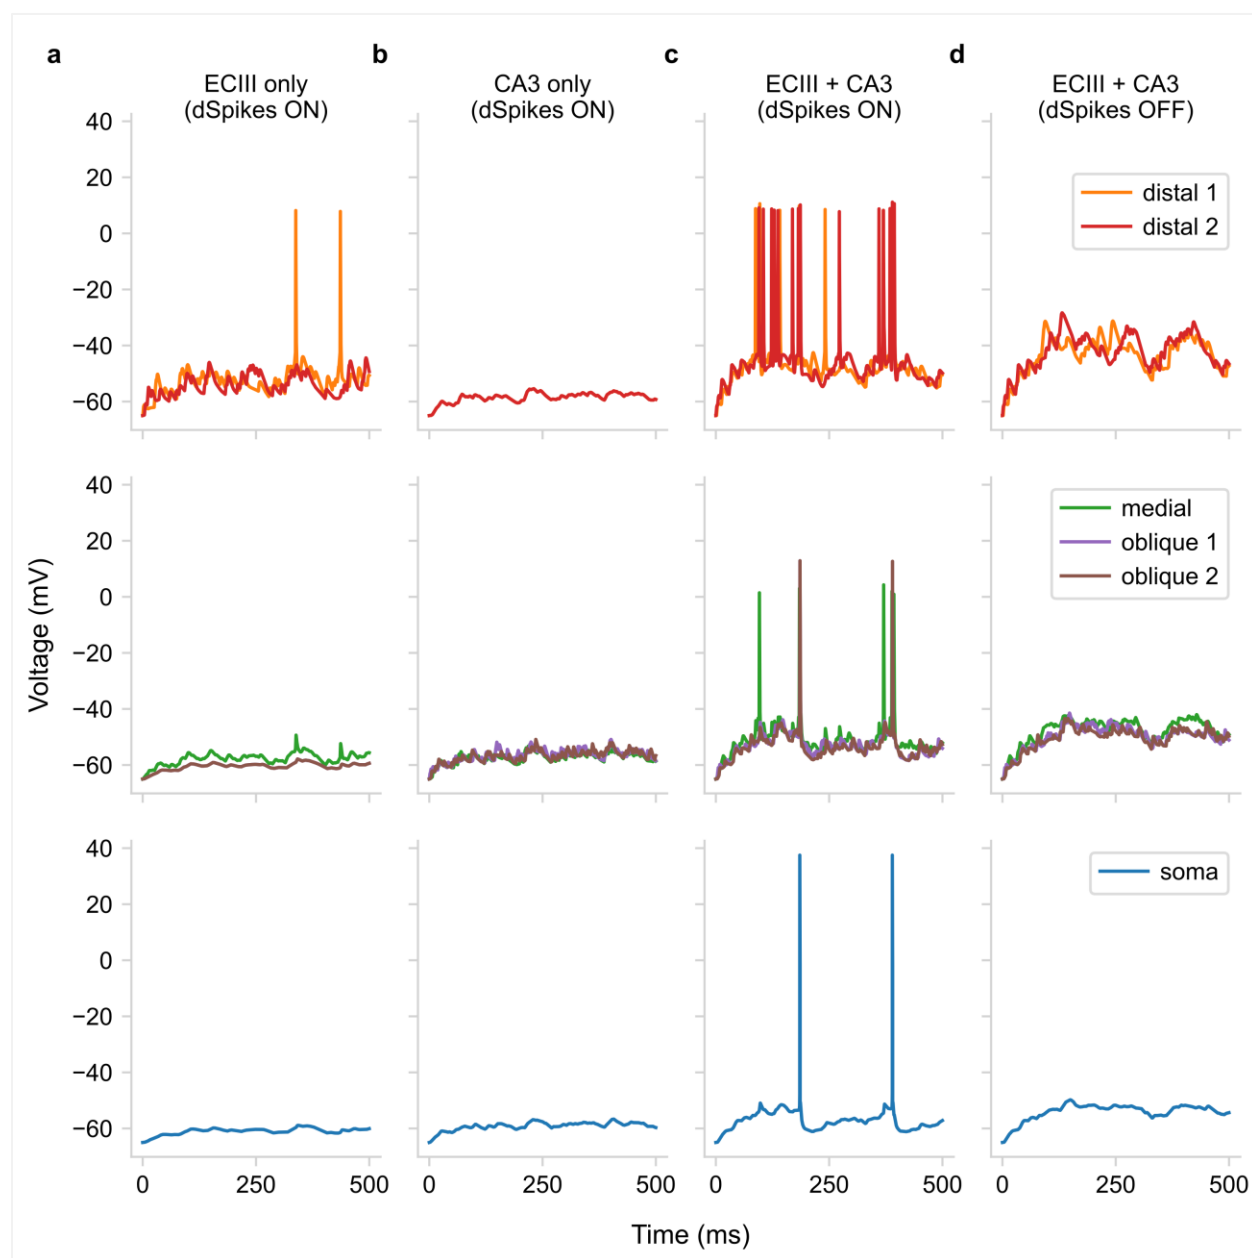 a
b
c
d
ECIII only
(dSpikes ON)
CA3 only
(dSpikes ON)
ECIII + CA3
(dSpikes ON)
ECIII + CA3
(dSpikes OFF)
40
20
0
−20
−40
−60
distal 1
distal 2
40
20
0
−20
−40
−60
medial
oblique 1
oblique 2
Voltage (mV)
40
20
0
−20
−40
−60
soma
0 250 500
0 250 500
0 250 500
0 250 500
Time (ms)